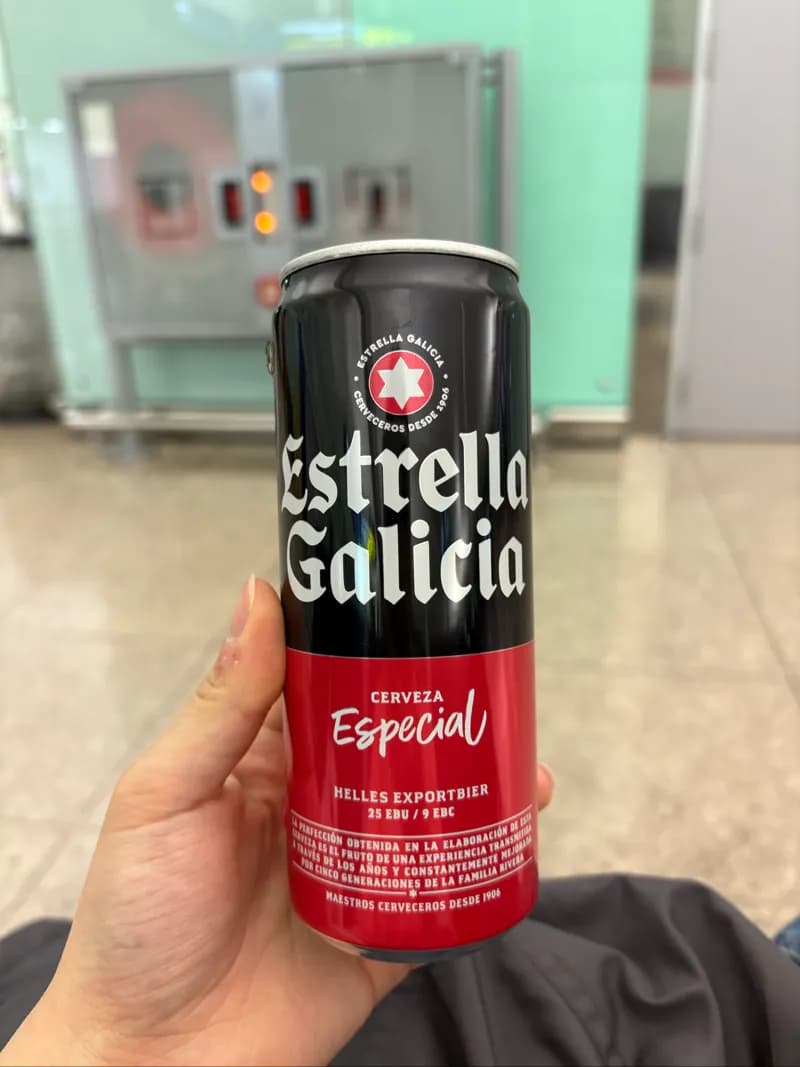 ESTRELLA GALICIA
CERVECEROS DESDE 1906
Estrella
Galicia
CERVEZA
Especial
HELLES EXPORTBIER
25 EBU / 9 EBC
LA PERFECCIÓN OBTENIDA EN LA ELABORACIÓN DE ESTA
CERVEZA ES EL FRUTO DE UNA EXPERIENCIA TRANSMITIDA
A TRAVÉS DE LOS AÑOS Y CONSTANTEMENTE MEJORADA
POR CINCO GENERACIONES DE LA FAMILIA RIVERA
MAESTROS CERVECEROS DESDE 1906